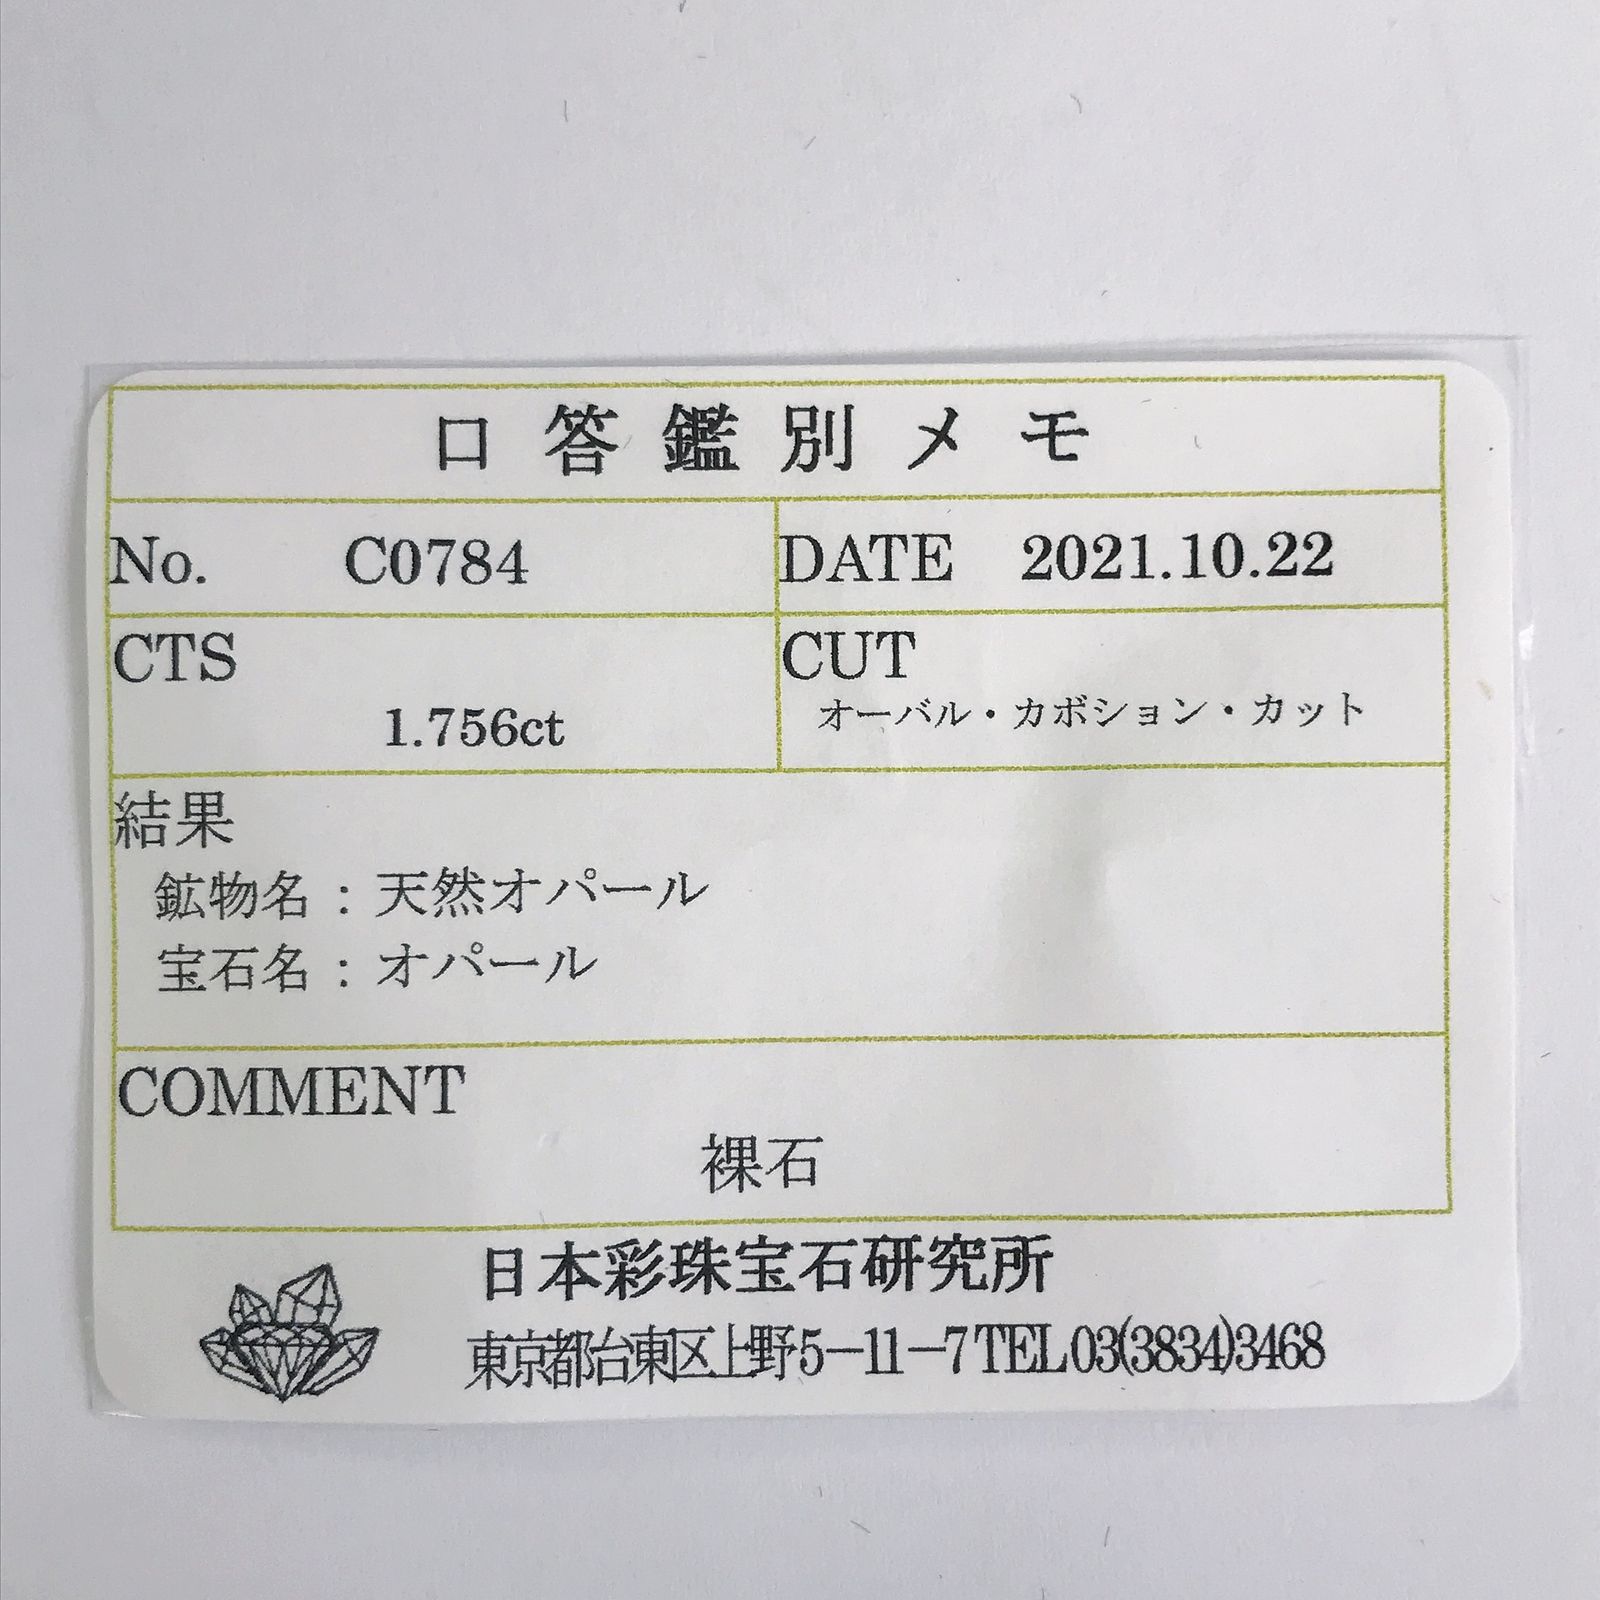 口答鑑別メモ
No. C0784 DATE 2021.10.22
CTS CUT
1.756ct オーバル・カボション・カット
結果
鉱物名：天然オパール
宝石名：オパール
COMMENT
裸石
日本彩珠宝石研究所
東京都台東区上野5－11－7 TEL 03(3834)3468